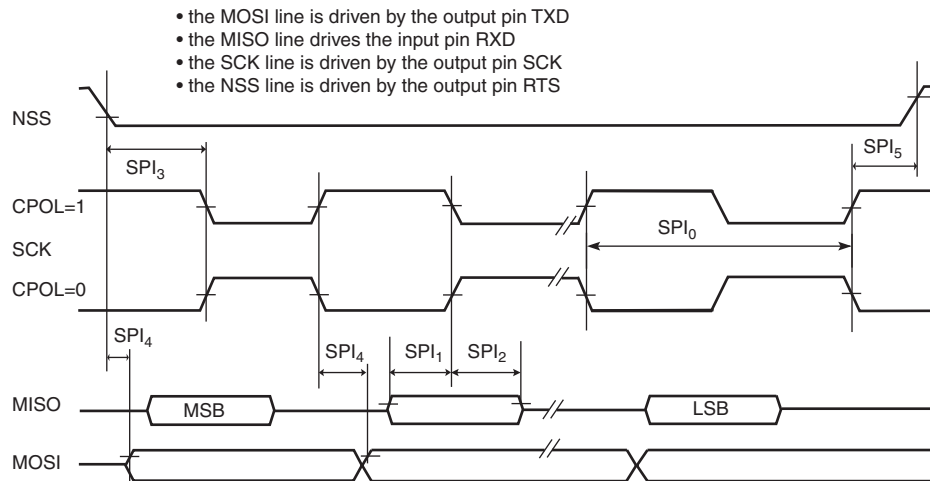 • the MOSI line is driven by the output pin TXD
• the MISO line drives the input pin RXD
• the SCK line is driven by the output pin SCK
• the NSS line is driven by the output pin RTS
NSS
SPI₃
SPI₅
CPOL=1
SCK
SPI₀
CPOL=0
SPI₄
SPI₄
SPI₁
SPI₂
MISO
MSB
LSB
MOSI